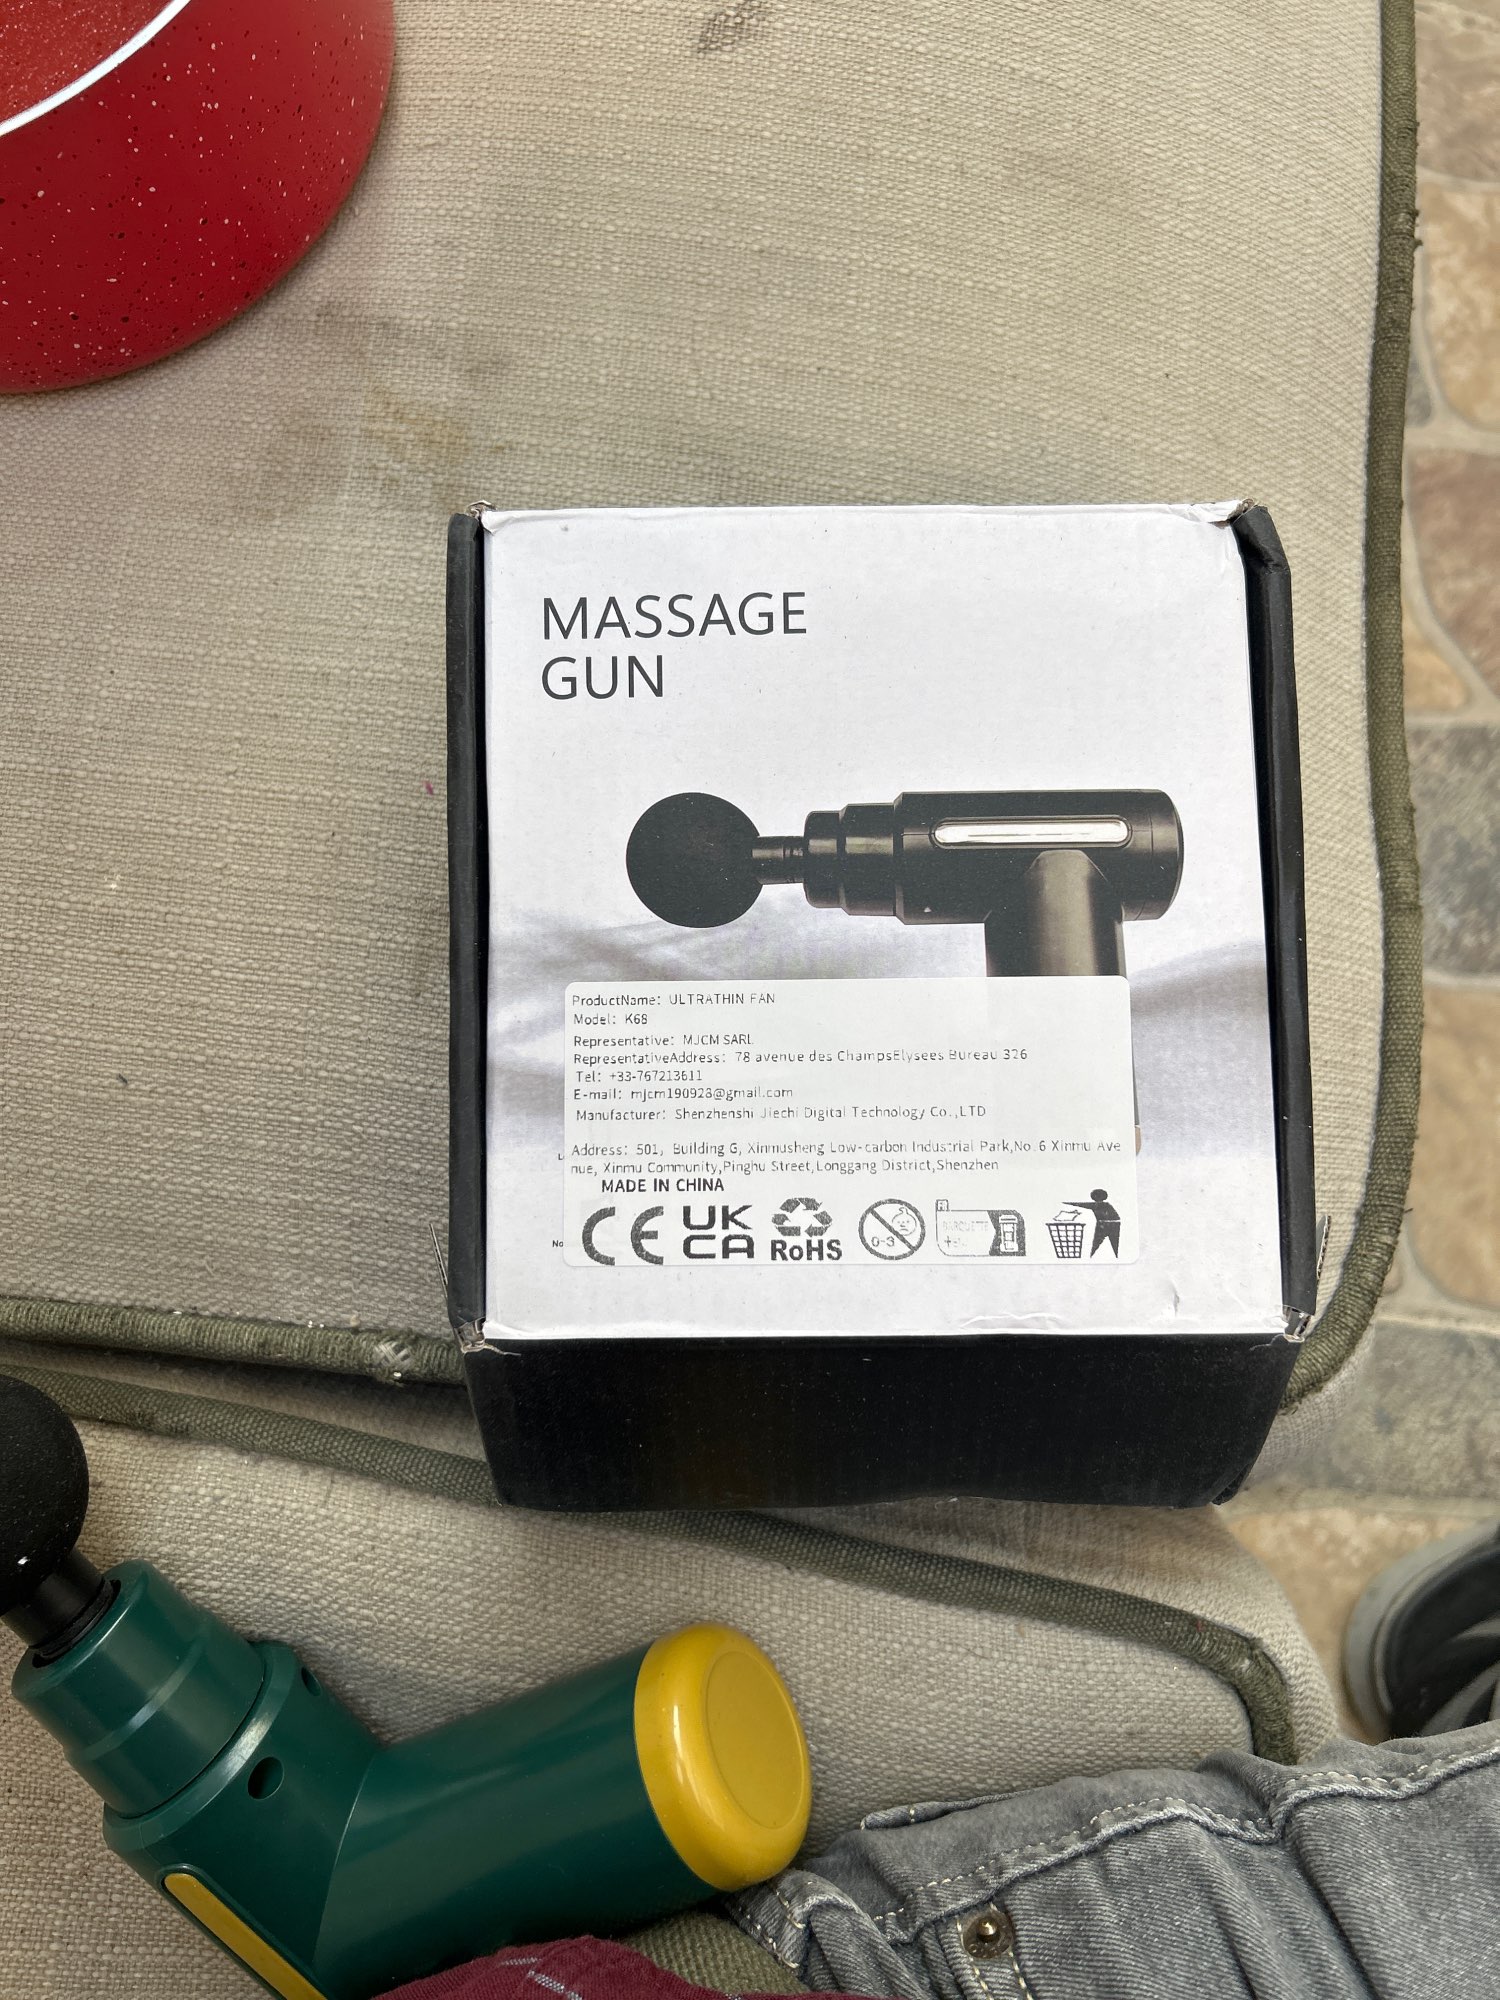 MASSAGE
GUN
ProductName: ULTRATHIN FAN
Model: K68
Representative: MJCM SARL
RepresentativeAddress: 78 avenue des ChampsElysees Bureau 326
Tel: +33-767213611
E-mail: mjcm190928@gmail.com
Manufacturer: Shenzhenshi Jiechi Digital Technology Co.,LTD
Address: 501, Building G, Xinmusheng Low-carbon Industrial Park,No.6 Xinmu Ave
nue, Xinmu Community,Pinghu Street,Longgang District,Shenzhen
MADE IN CHINA
CE UK CA RoHS 0-3 BARQUETTE